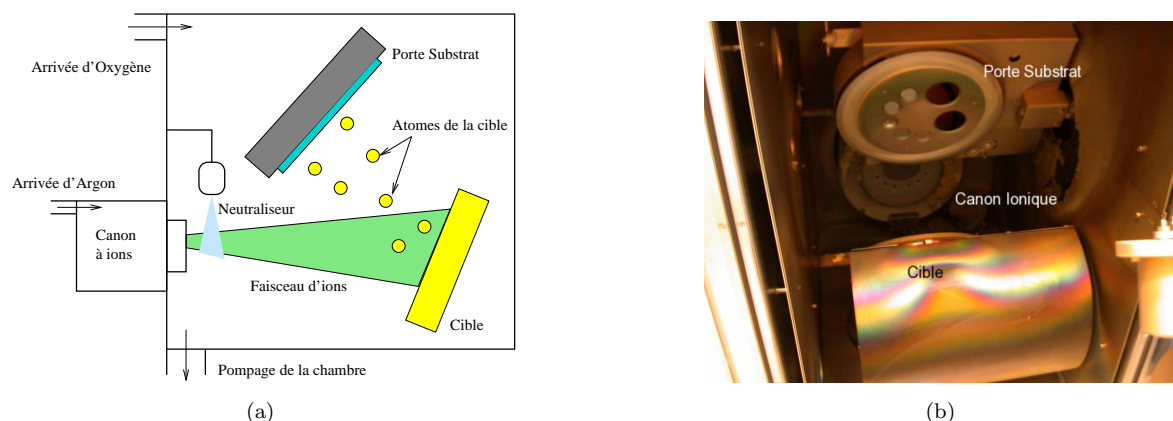 Arrivée d'Oxygène
Porte Substrat
Atomes de la cible
Arrivée d'Argon
Neutraliseur
Canon
à ions
Faisceau d'ions
Cible
Pompage de la chambre
(a)
Porte Substrat
Canon Ionique
Cible
(b)